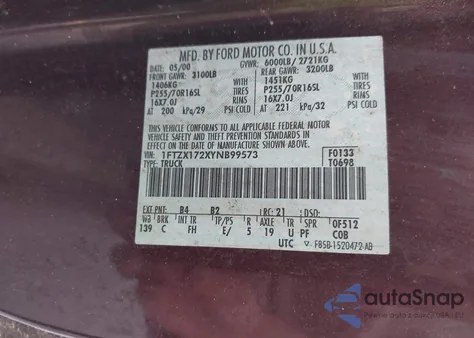 MFD. BY FORD MOTOR CO. IN U.S.A.
DATE: 05/00 GVWR: 6000LB/ 2721KG
FRONT GAWR: 3100LB REAR GAWR: 3200LB
1406KG WITH 1451KG WITH
P255/70R16SL TIRES P255/70R16SL TIRES
16X7.0J RIMS 16X7.0J RIMS
AT 200 kPa/29 PSI COLD AT 221 kPa/32 PSI COLD
THIS VEHICLE CONFORMS TO ALL APPLICABLE FEDERAL MOTOR
VEHICLE SAFETY AND THEFT PREVENTION STANDARDS IN EFFECT
ON THE DATE OF MANUFACTURE SHOWN ABOVE.
VIN: 1FTZX172XYNB99573 F0133
TYPE: TRUCK T0698
EXT PNT: B4 B2 RC: 21 DSO:
WB BRK INT TR TP/PS R AXLE TR SPR 0F512
139 C FH E/ 5 19 U PF COB
UTC F85B-1520472-AB
autoSnap